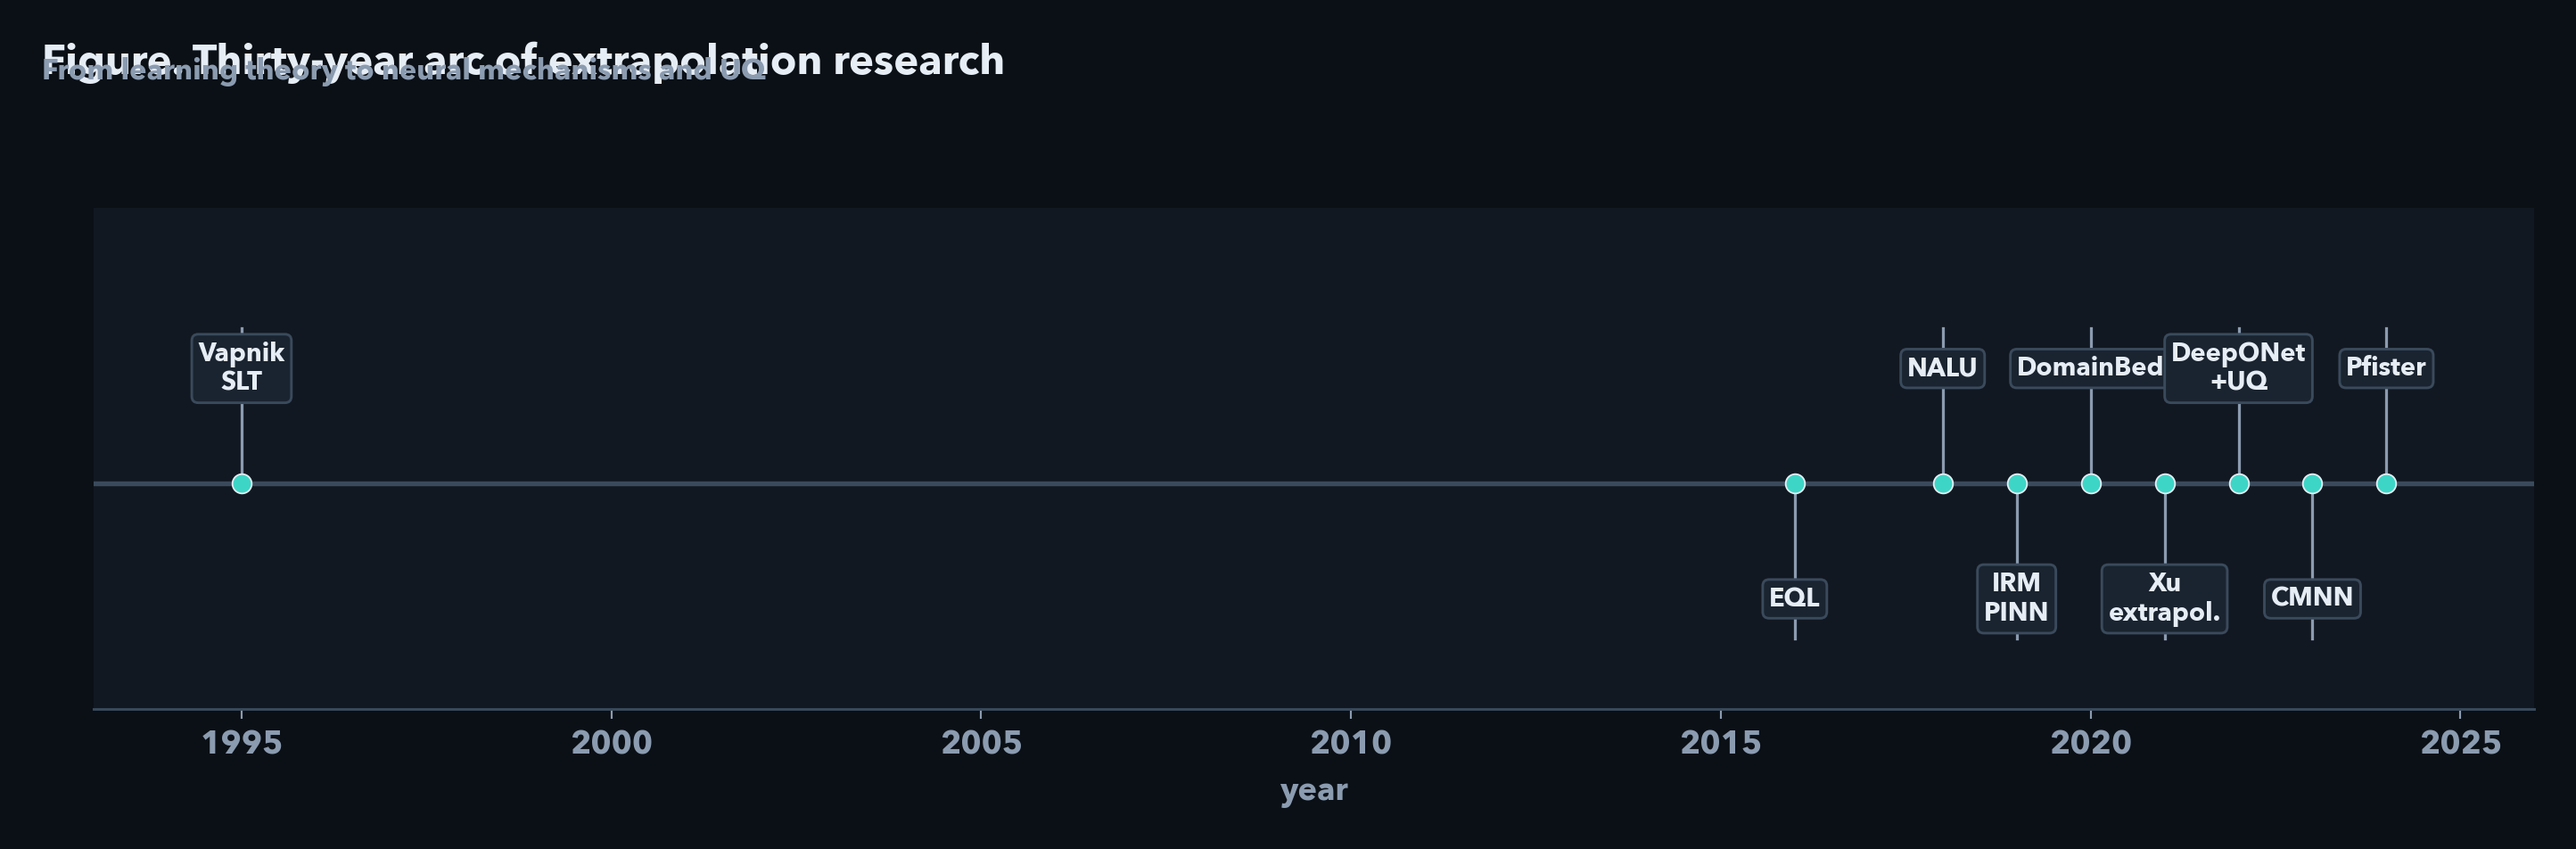 Figure. Thirty-year arc of extrapolation research
From learning theory to neural mechanisms and UQ
Vapnik
SLT
NALU
DomainBed
DeepONet
+UQ
Pfister
EQL
IRM
PINN
Xu
extrapol.
CMNN
1995
2000
2005
2010
2015
2020
2025
year